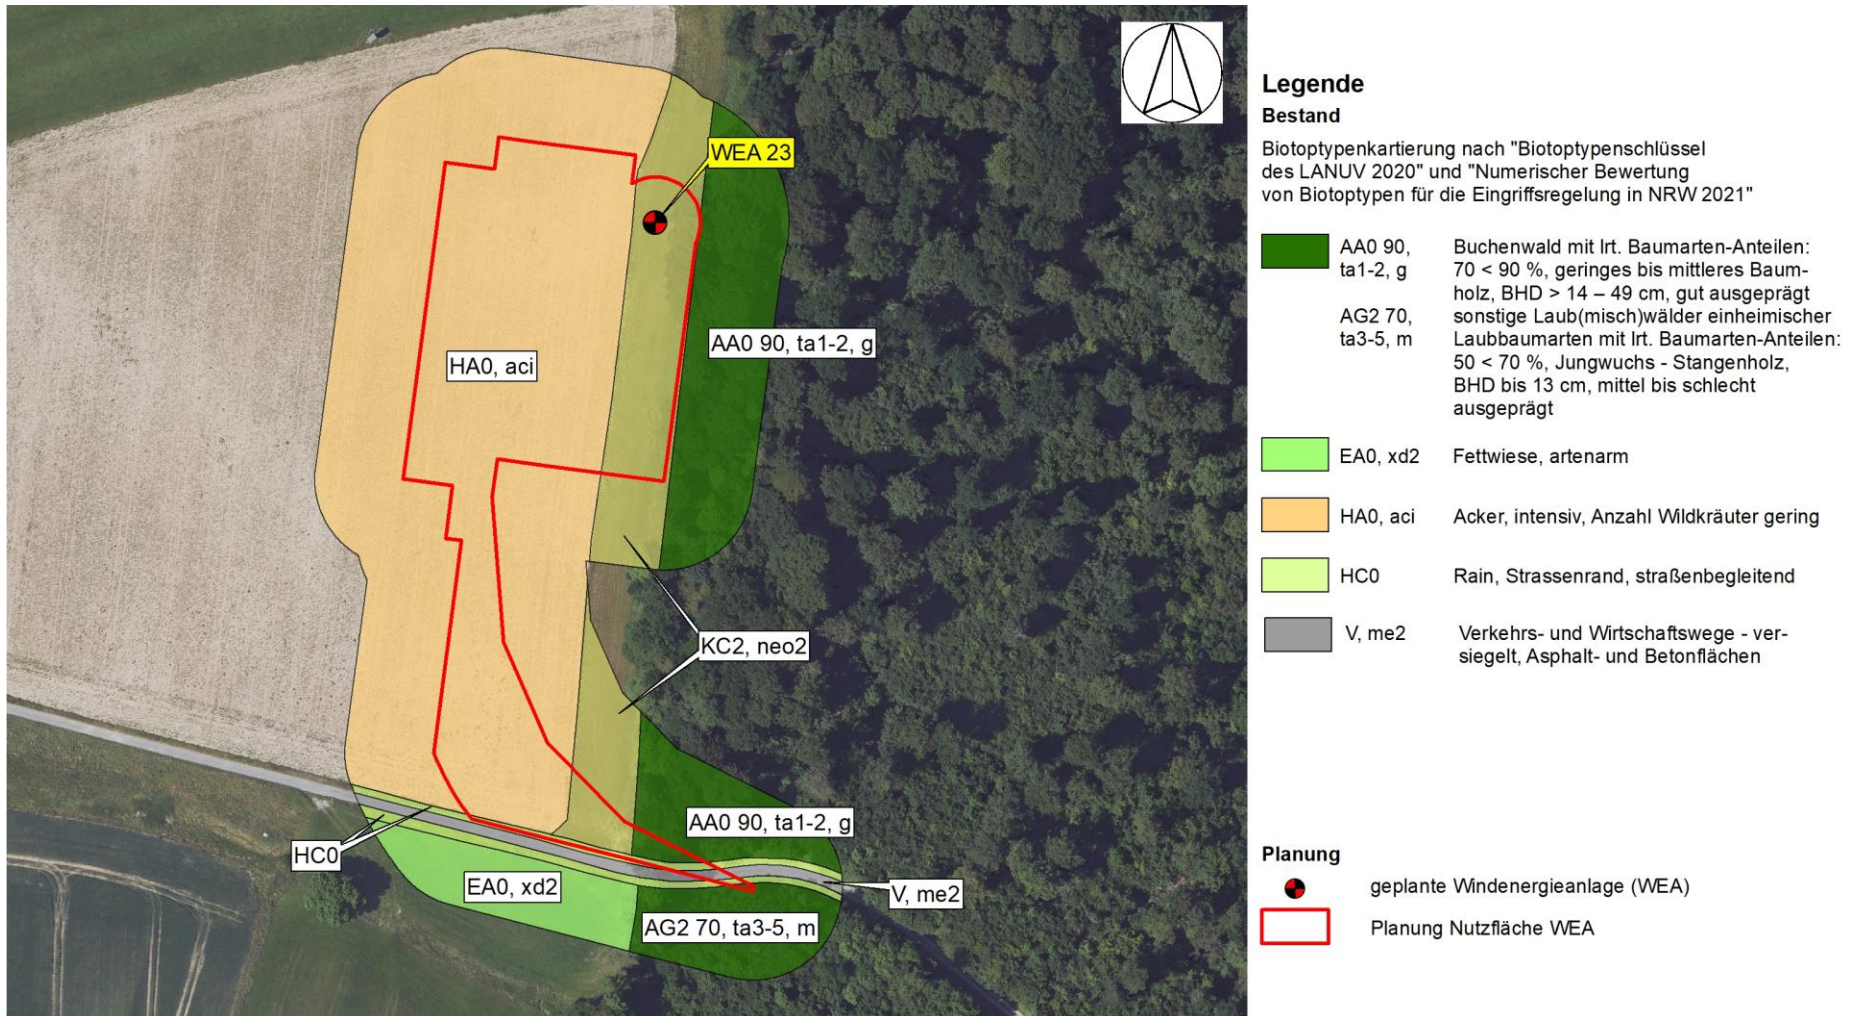 WEA 23
HA0, aci
AA0 90, ta1-2, g
KC2, neo2
AA0 90, ta1-2, g
HC0
EA0, xd2
V, me2
AG2 70, ta3-5, m
Legende
Bestand
Biotoptypenkartierung nach "Biotoptypenschlüssel
des LANUV 2020" und "Numerischer Bewertung
von Biotoptypen für die Eingriffsregelung in NRW 2021"
AA0 90, Buchenwald mit lrt. Baumarten-Anteilen:
ta1-2, g 70 < 90 %, geringes bis mittleres Baum-
holz, BHD > 14 – 49 cm, gut ausgeprägt
AG2 70, sonstige Laub(misch)wälder einheimischer
ta3-5, m Laubbaumarten mit lrt. Baumarten-Anteilen:
50 < 70 %, Jungwuchs - Stangenholz,
BHD bis 13 cm, mittel bis schlecht
ausgeprägt
EA0, xd2 Fettwiese, artenarm
HA0, aci Acker, intensiv, Anzahl Wildkräuter gering
HC0 Rain, Strassenrand, straßenbegleitend
V, me2 Verkehrs- und Wirtschaftswege - ver-
siegelt, Asphalt- und Betonflächen
Planung
geplante Windenergieanlage (WEA)
Planung Nutzfläche WEA